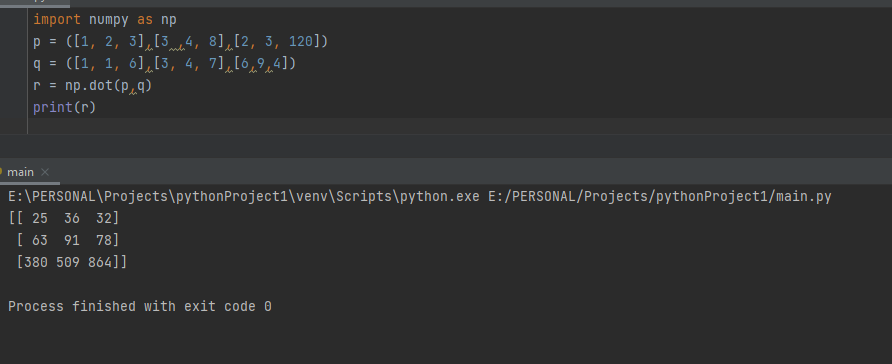 import numpy as np
p = ([1, 2, 3],[3 ,4, 8],[2, 3, 120])
q = ([1, 1, 6],[3, 4, 7],[6,9,4])
r = np.dot(p,q)
print(r)
main
E:\PERSONAL\Projects\pythonProject1\venv\Scripts\python.exe E:/PERSONAL/Projects/pythonProject1/main.py
[[ 25  36  32]
 [ 63  91  78]
 [380 509 864]]
Process finished with exit code 0